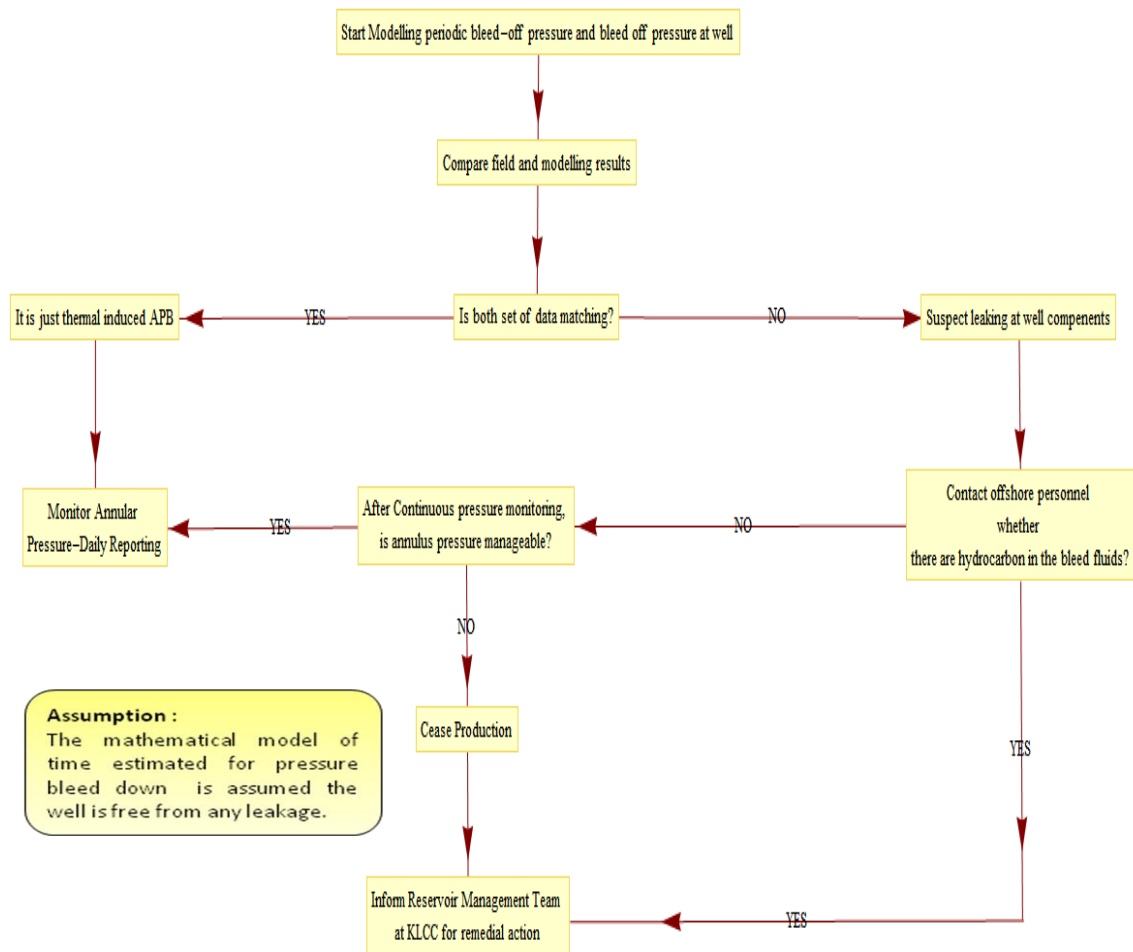 Start Modelling periodic bleed-off pressure and bleed off pressure at well
Compare field and modelling results
It is just thermal induced APB
YES
Is both set of data matching?
NO
Suspect leaking at well compenents
Monitor Annular
Pressure-Daily Reporting
YES
After Continuous pressure monitoring,
is annulus pressure manageable?
NO
Contact offshore personnel
whether
there are hydrocarbon in the bleed fluids?
NO
Cease Production
YES
Assumption :
The mathematical model of
time estimated for pressure
bleed down is assumed the
well is free from any leakage.
Inform Reservoir Management Team
at KLCC for remedial action
YES